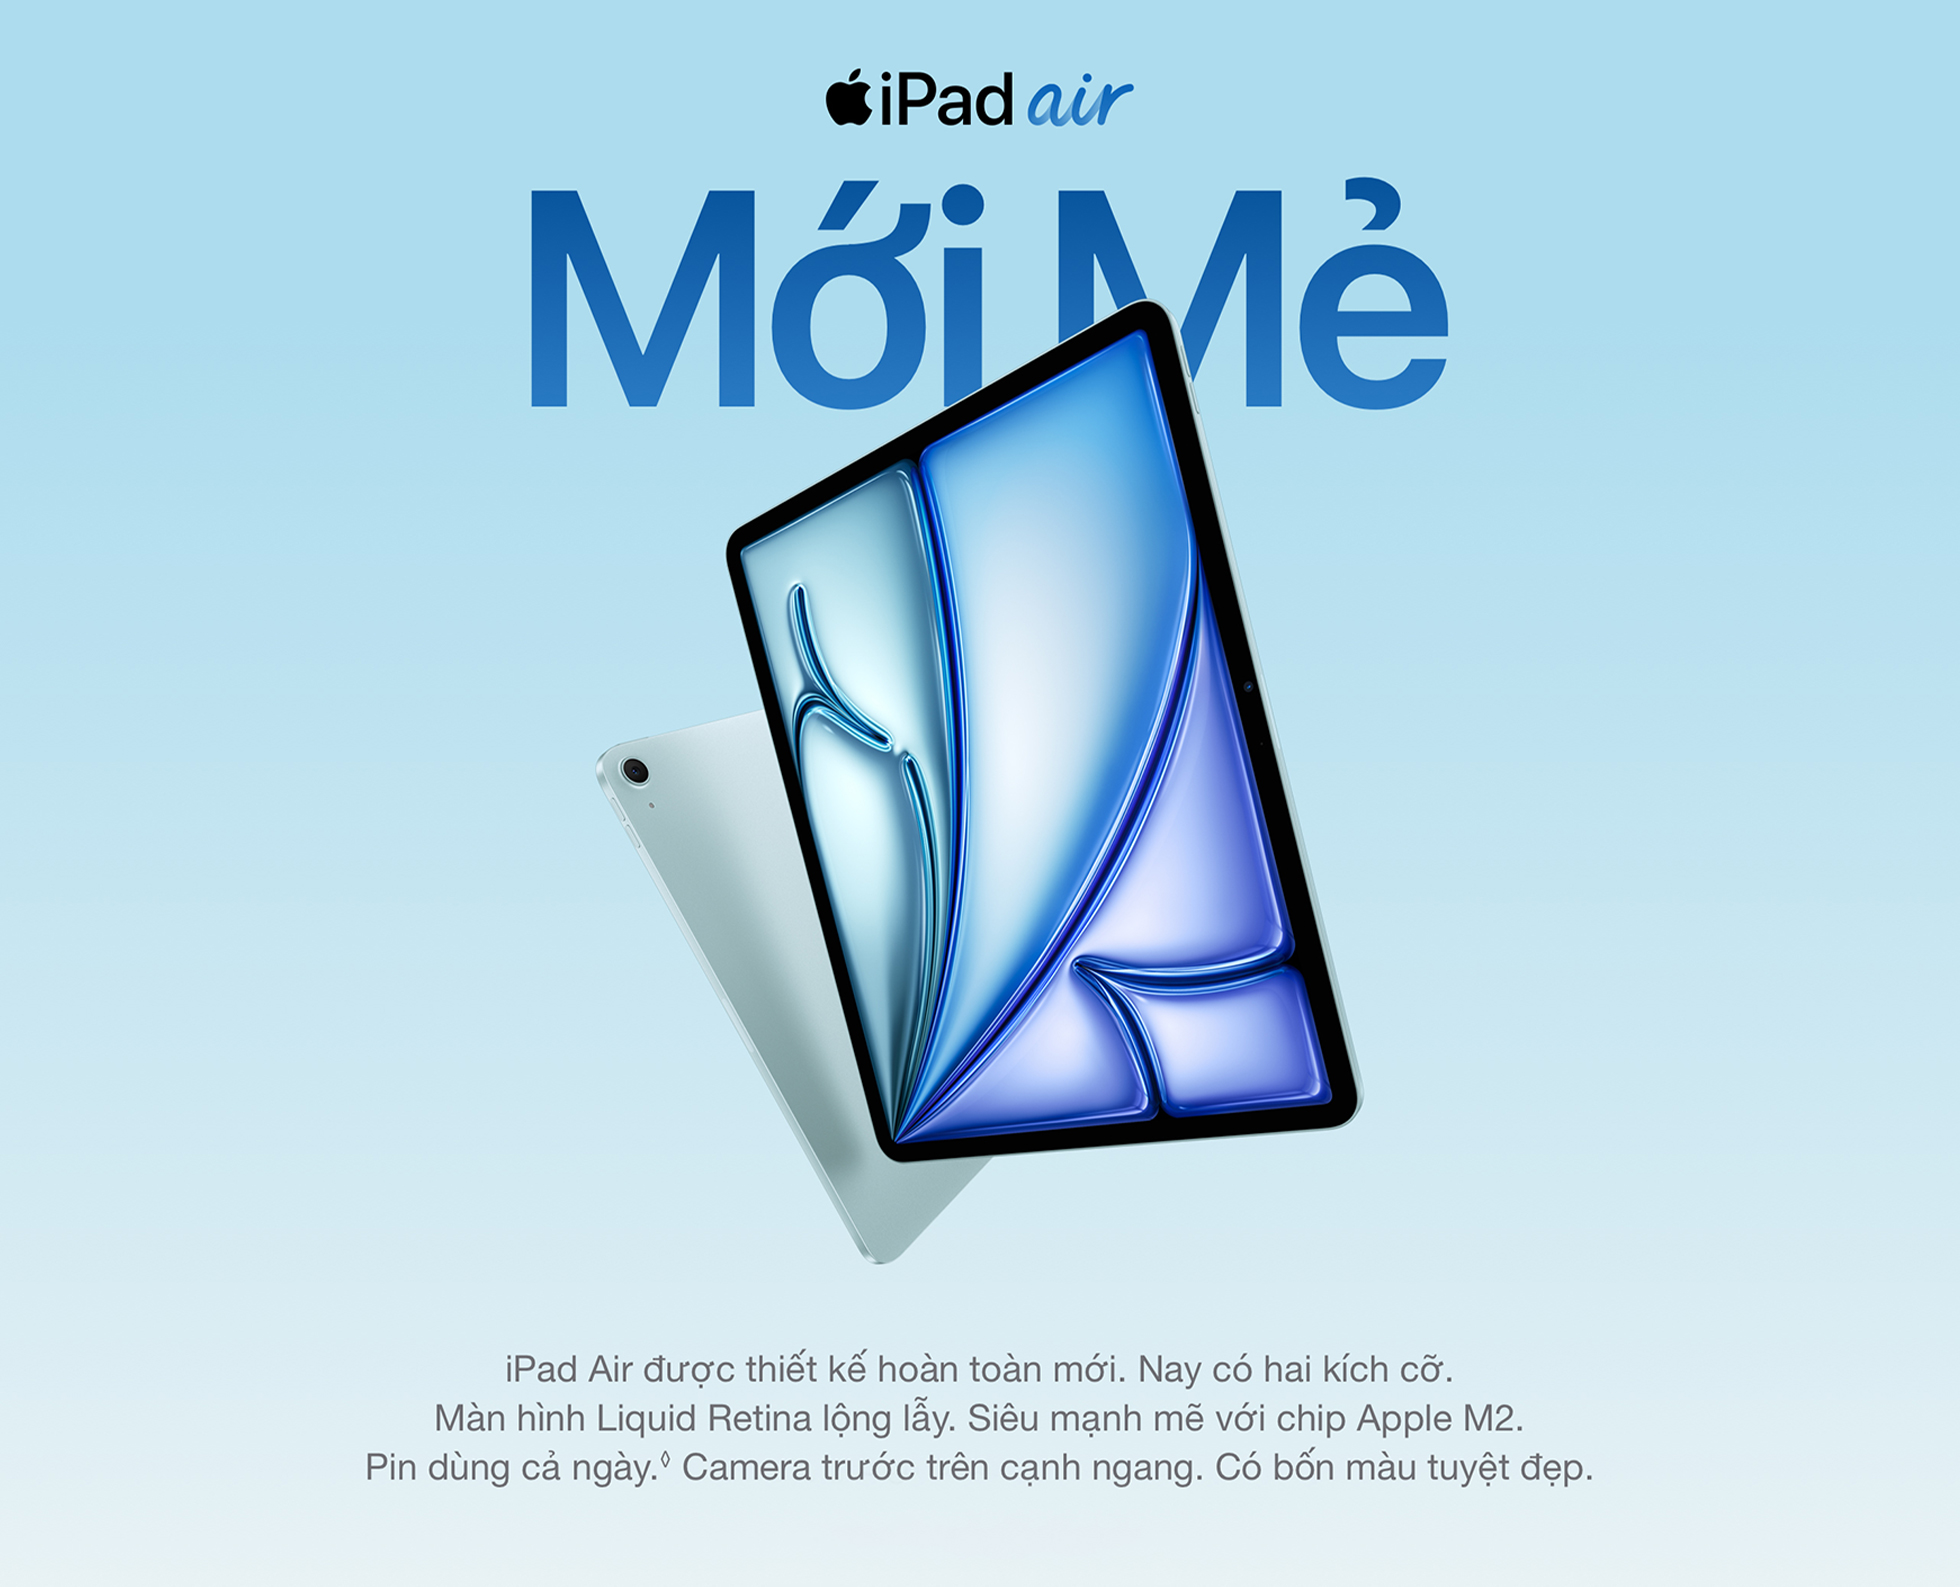 iPad air
Mới Mẻ
iPad Air được thiết kế hoàn toàn mới. Nay có hai kích cỡ.
Màn hình Liquid Retina lộng lẫy. Siêu mạnh mẽ với chip Apple M2.
Pin dùng cả ngày.◊ Camera trước trên cạnh ngang. Có bốn màu tuyệt đẹp.